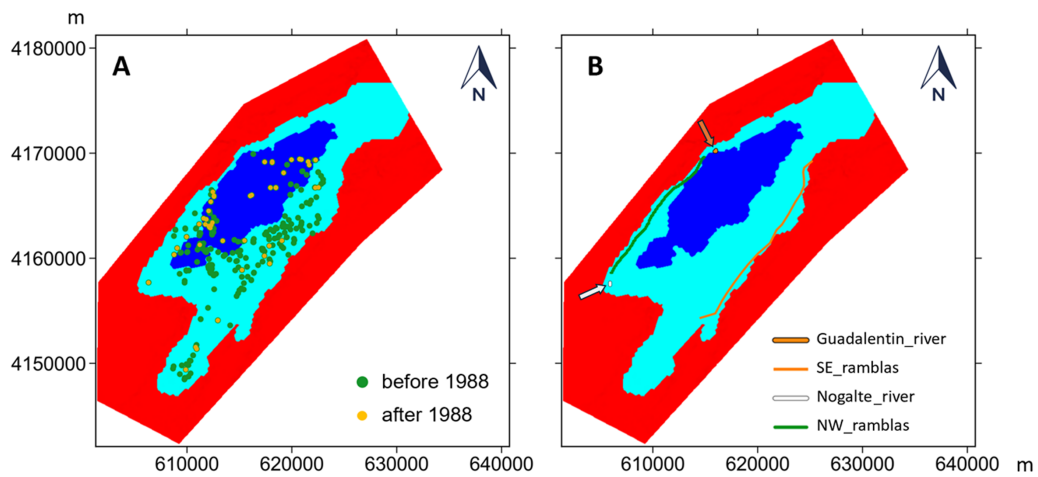 m
4180000
4170000
4160000
4150000
A
N
before 1988
after 1988
610000 620000 630000 640000
B
N
Guadalentin_river
SE_ramblas
Nogalte_river
NW_ramblas
610000 620000 630000 640000 m